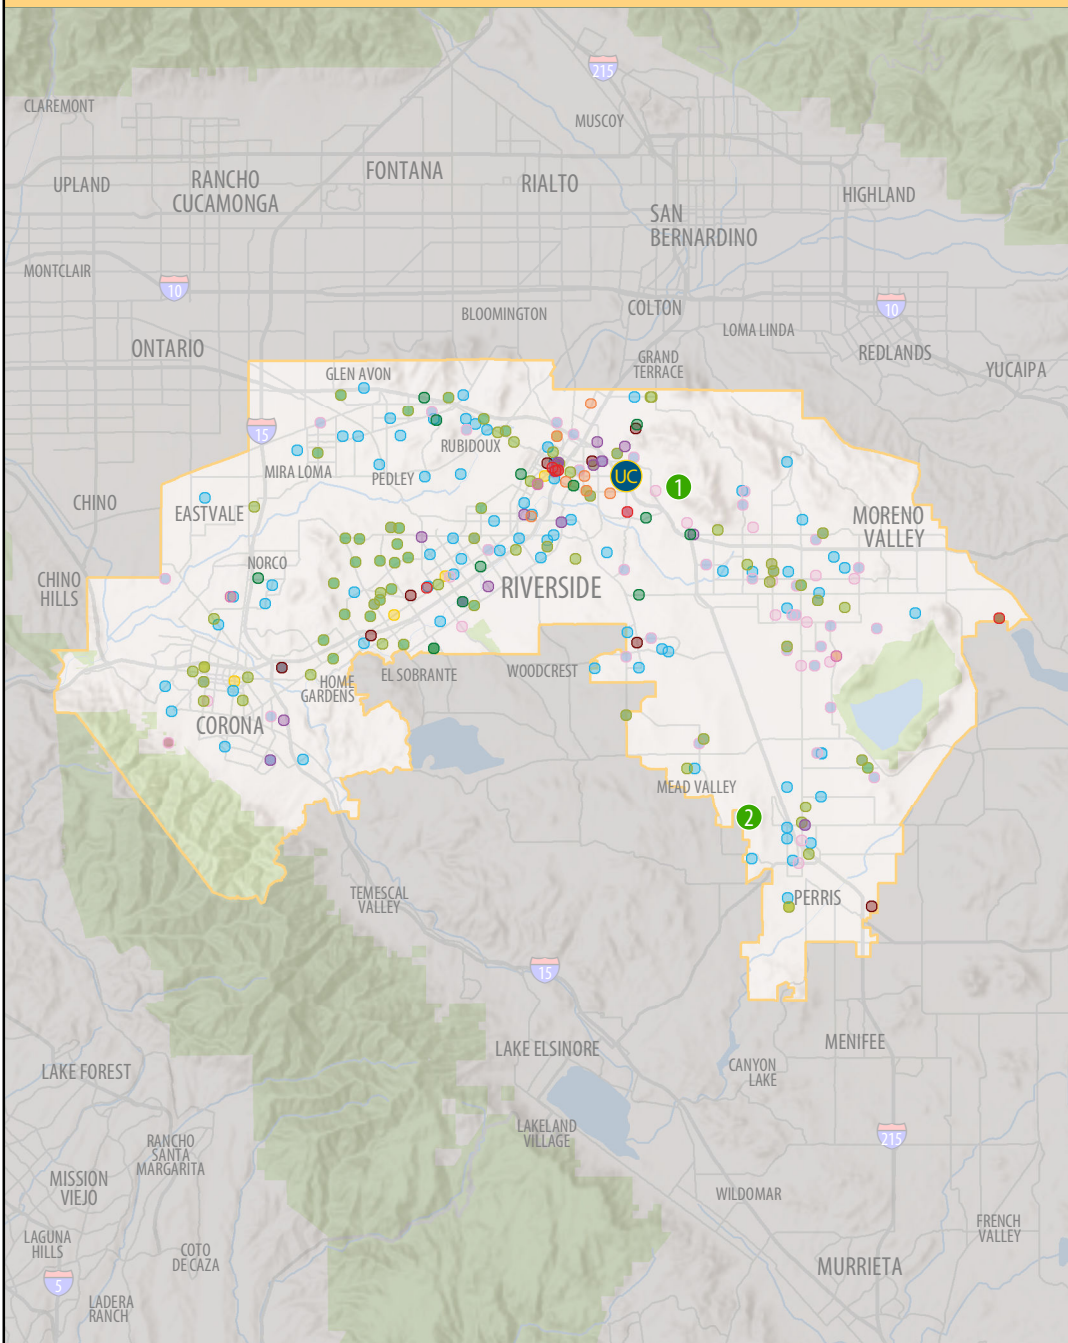 215
CLAREMONT
MUSCOY
FONTANA
UPLAND
RANCHO
CUCAMONGA
RIALTO
HIGHLAND
SAN
BERNARDINO
MONTCLAIR
10
BLOOMINGTON
COLTON
10
LOMA LINDA
ONTARIO
GRAND
TERRACE
REDLANDS
YUCAIPA
GLEN AVON
15
RUBIDOUX
MIRA LOMA
PEDLEY
UC
1
CHINO
EASTVALE
MORENO
VALLEY
NORCO
CHINO
HILLS
RIVERSIDE
HOME
GARDENS
EL SOBRANTE
WOODCREST
CORONA
MEAD VALLEY
2
TEMESCAL
VALLEY
PERRIS
15
LAKE ELSINORE
MENIFEE
CANYON
LAKE
LAKE FOREST
LAKELAND
VILLAGE
215
RANCHO
SANTA
MARGARITA
MISSION
VIEJO
WILDOMAR
FRENCH
VALLEY
LAGUNA
HILLS
COTO
DE CAZA
MURRIETA
5
LADERA
RANCH